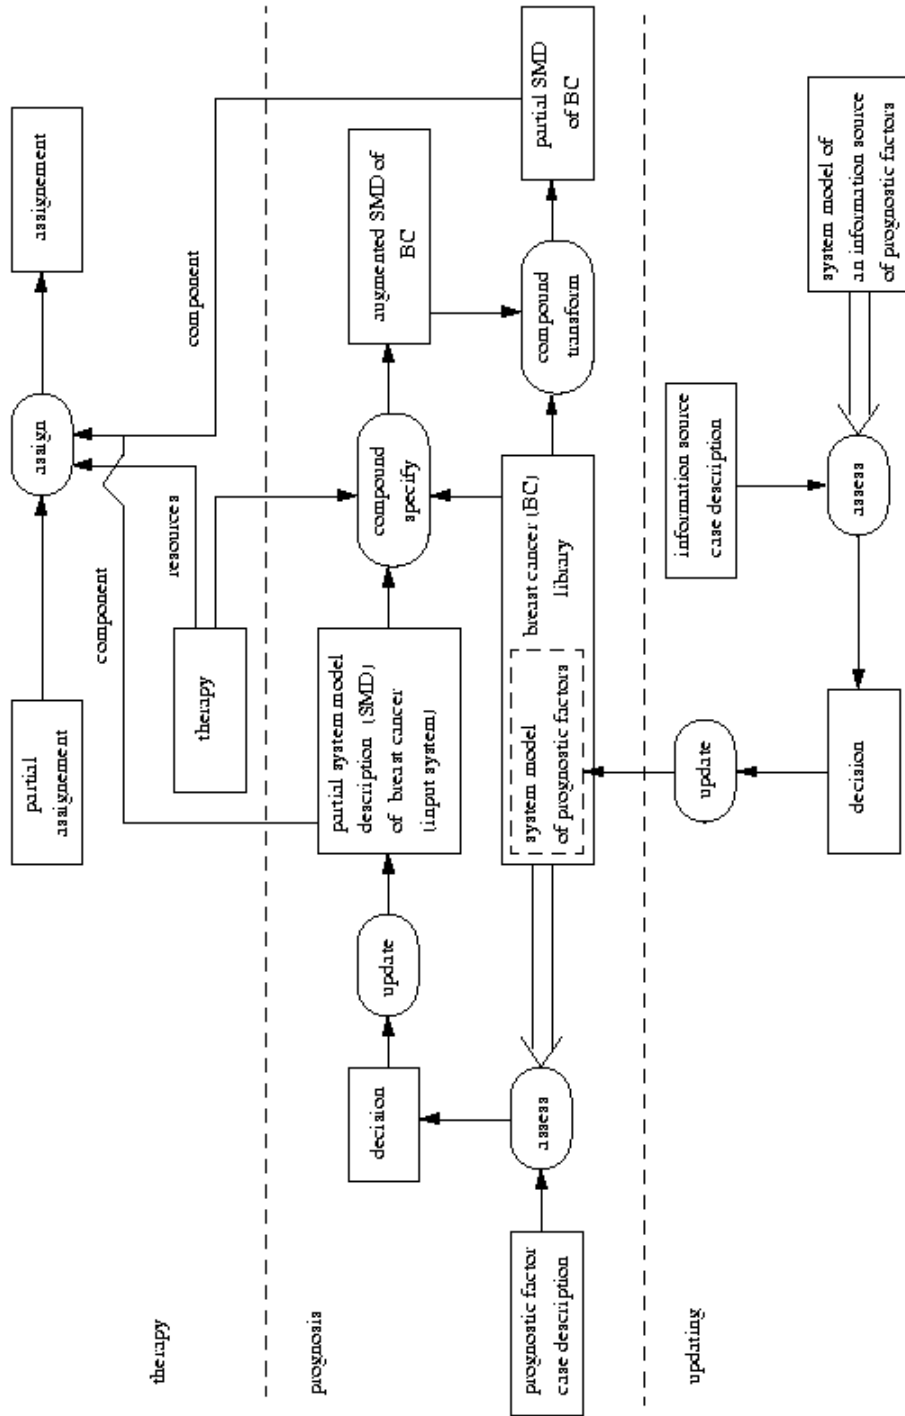 therapy
partial
assignement
assign
assignement
component
resources
component
therapy
prognosis
decision
update
partial system model
description (SMD)
of breast cancer
(input system)
compound
specify
augmented SMD of
BC
prognostic factor
case description
assess
system model
of prognostic factors
breast cancer (BC)
library
compound
transform
partial SMD
of BC
updating
update
information source
case description
decision
assess
system model of
an information source
of prognostic factors